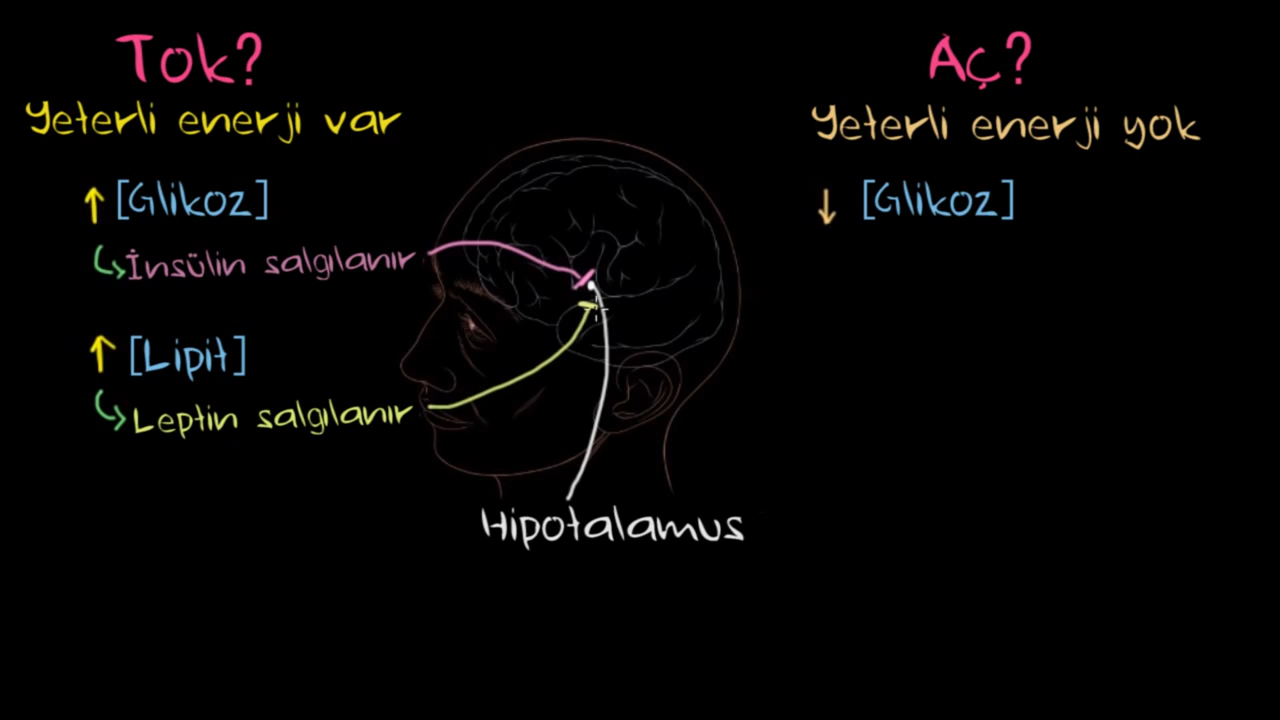 Tok?
Yeterli enerji var
↑ [Glikoz]
İnsülin salgılanır
↑ [Lipit]
Leptin salgılanır
Hipotalamus
Aç?
Yeterli enerji yok
↓ [Glikoz]